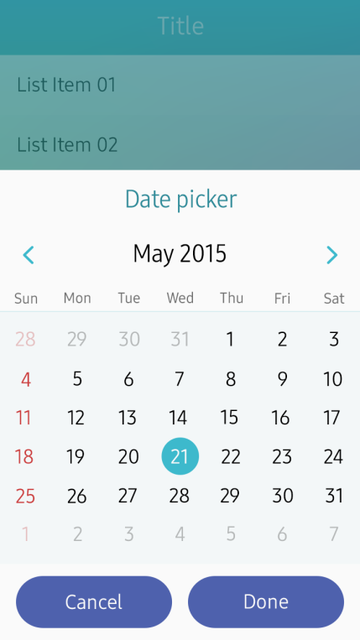 Title
List Item 01
List Item 02
Date picker
May 2015
Sun Mon Tue Wed Thu Fri Sat
28 29 30 31 1 2 3
4 5 6 7 8 9 10
11 12 13 14 15 16 17
18 19 20 21 22 23 24
25 26 27 28 29 30 31
1 2 3 4 5 6 7
Cancel Done